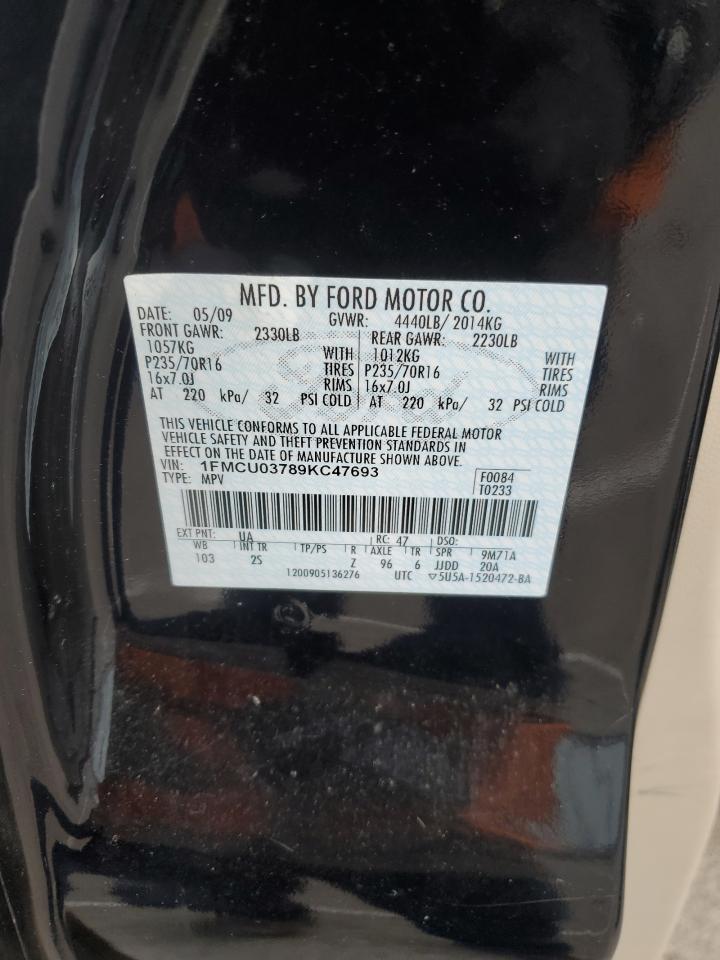 MFD. BY FORD MOTOR CO.
DATE: 05/09 GVWR: 4440LB/ 2014KG
FRONT GAWR: 2330LB REAR GAWR: 2230LB
1057KG WITH 1012KG WITH
P235/70R16 TIRES P235/70R16 TIRES
16x7.0J RIMS 16x7.0J RIMS
AT 220 kPa/ 32 PSI COLD AT 220 kPa/ 32 PSI COLD
THIS VEHICLE CONFORMS TO ALL APPLICABLE FEDERAL MOTOR
VEHICLE SAFETY AND THEFT PREVENTION STANDARDS IN
EFFECT ON THE DATE OF MANUFACTURE SHOWN ABOVE.
VIN: 1FMCU03789KC47693 F0084
TYPE: MPV T0233
EXT PNT: UA RC: 47 DSO:
WB INT TR TP/PS R AXLE TR SPR 9M71A
103 2S Z 96 6 JJDD 20A
1200905136276 UTC ▽5U5A-1520472-BA